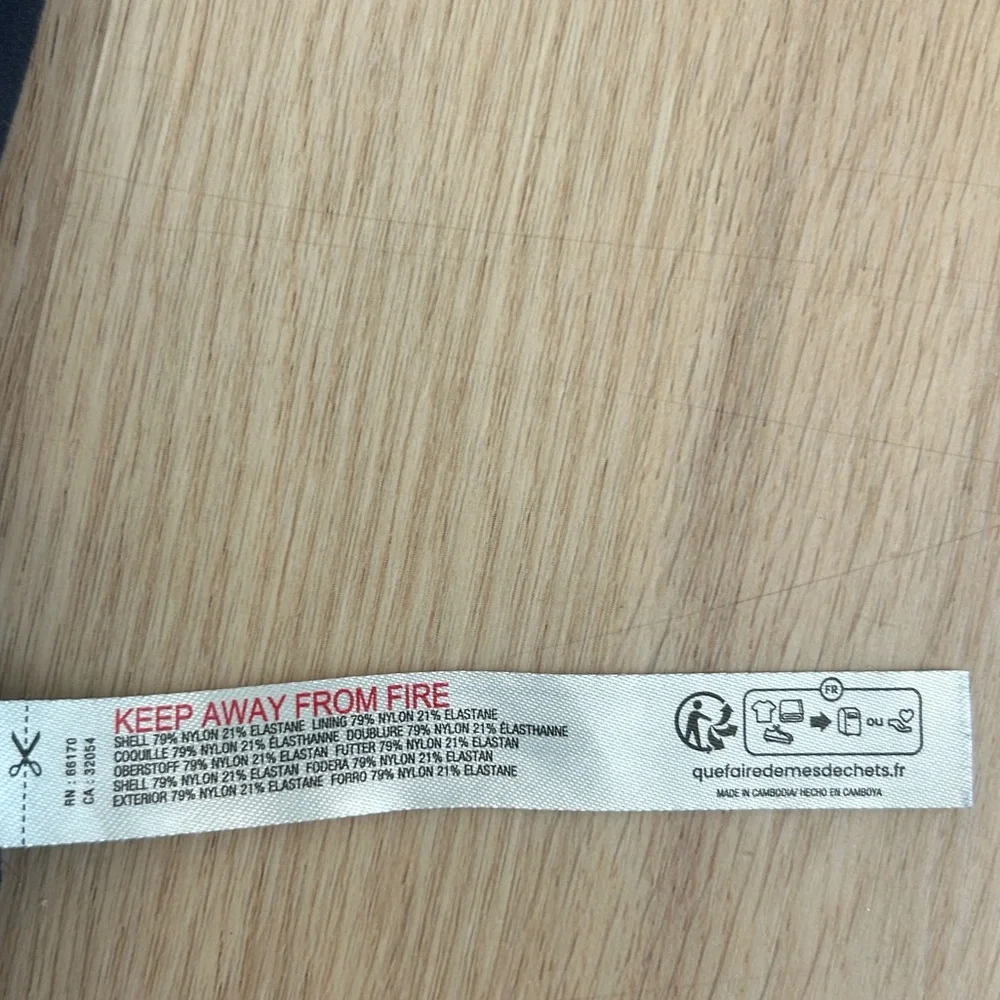 RN : 66170
CA : 32054
KEEP AWAY FROM FIRE
SHELL 79% NYLON 21% ELASTANE LINING 79% NYLON 21% ELASTANE
COQUILLE 79% NYLON 21% ÉLASTHANNE DOUBLURE 79% NYLON 21% ÉLASTHANNE
OBERSTOFF 79% NYLON 21% ELASTAN FUTTER 79% NYLON 21% ELASTAN
SHELL 79% NYLON 21% ELASTAN FODERA 79% NYLON 21% ELASTAN
EXTERIOR 79% NYLON 21% ELASTANE FORRO 79% NYLON 21% ELASTANE
FR
OU
quefairedemesdechets.fr
MADE IN CAMBODIA/ HECHO EN CAMBOYA